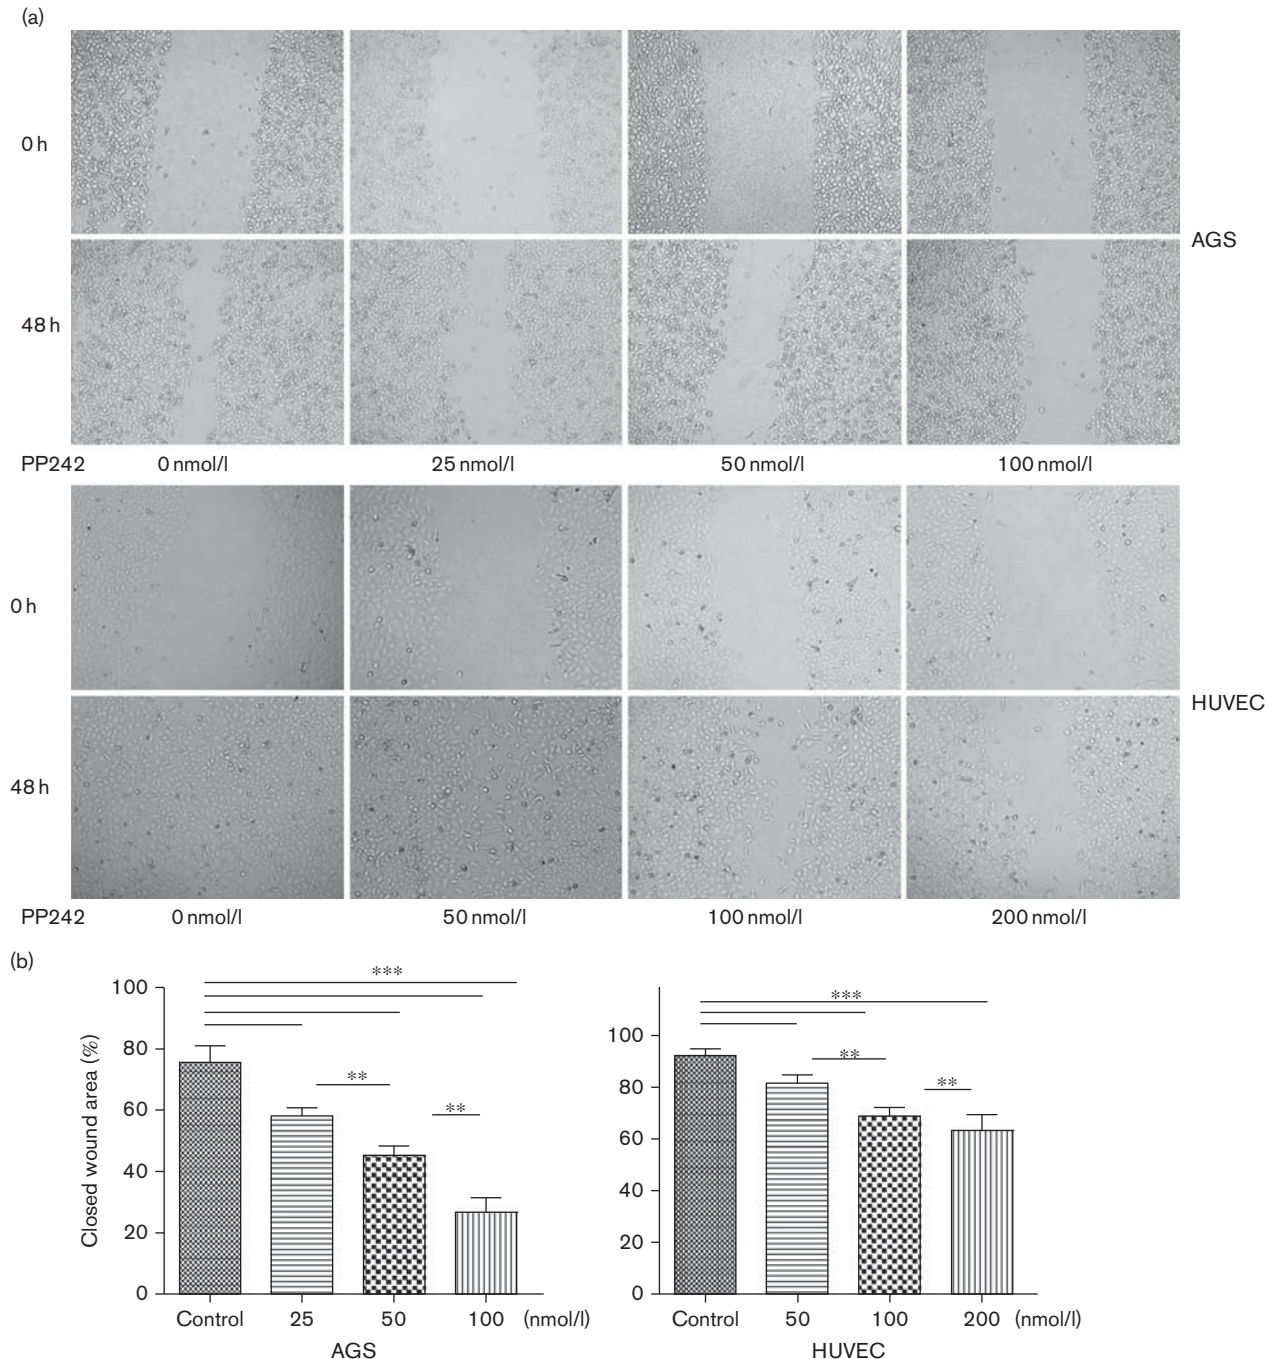 (a)
0 h
AGS
48 h
PP242 0 nmol/l 25 nmol/l 50 nmol/l 100 nmol/l
0 h
HUVEC
48 h
PP242 0 nmol/l 50 nmol/l 100 nmol/l 200 nmol/l
(b)
Closed wound area (%)
100
80
60
40
20
0
***
**
**
Control 25 50 100 (nmol/l)
AGS
100
80
60
40
20
0
***
**
**
Control 50 100 200 (nmol/l)
HUVEC